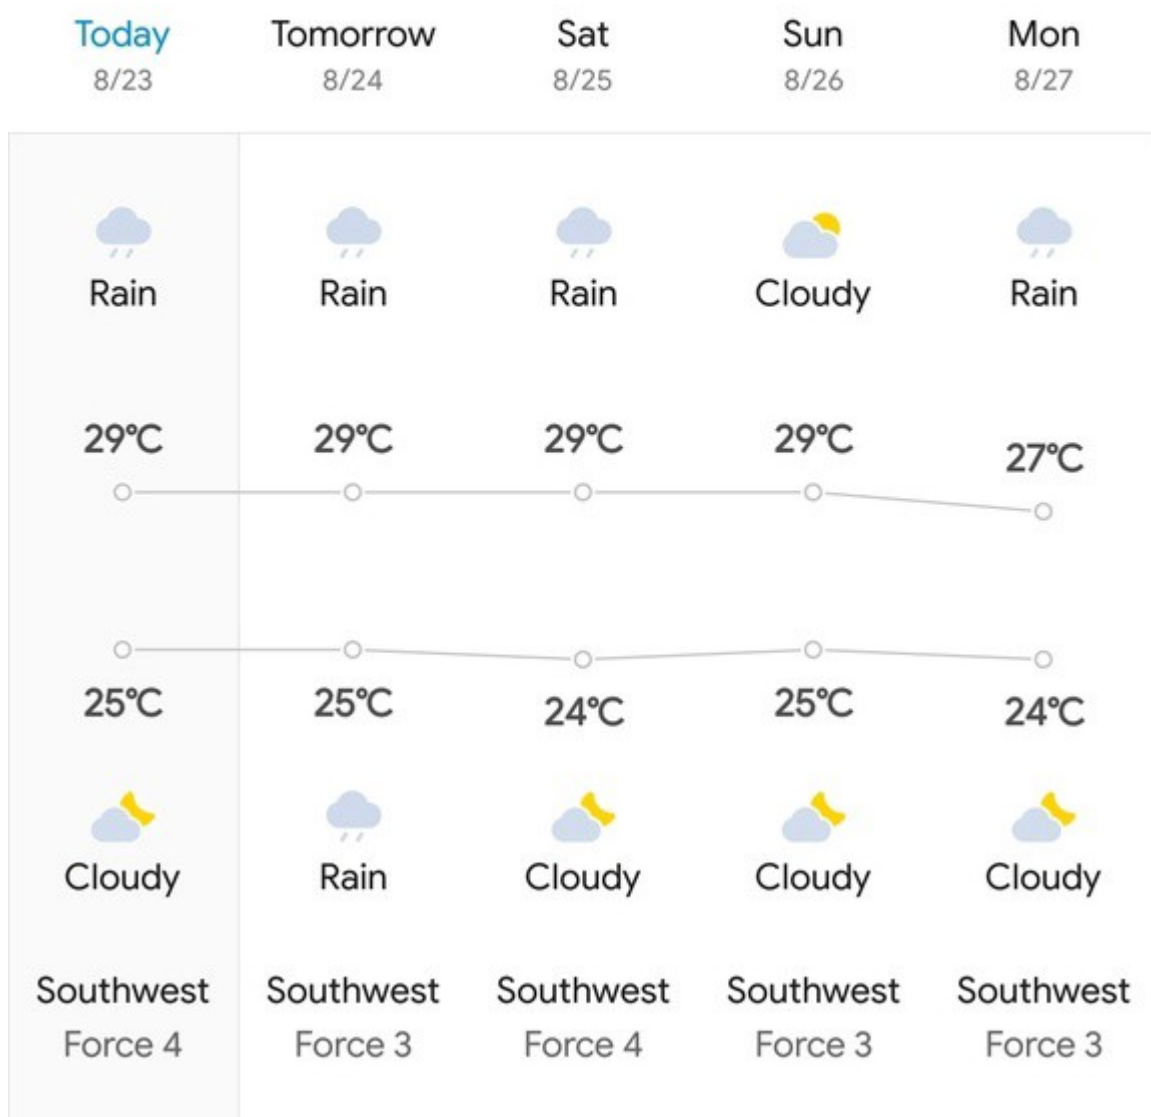 Today Tomorrow Sat Sun Mon
8/23 8/24 8/25 8/26 8/27
Rain Rain Rain Cloudy Rain
29°C 29°C 29°C 29°C 27°C
25°C 25°C 24°C 25°C 24°C
Cloudy Rain Cloudy Cloudy Cloudy
Southwest Southwest Southwest Southwest Southwest
Force 4 Force 3 Force 4 Force 3 Force 3